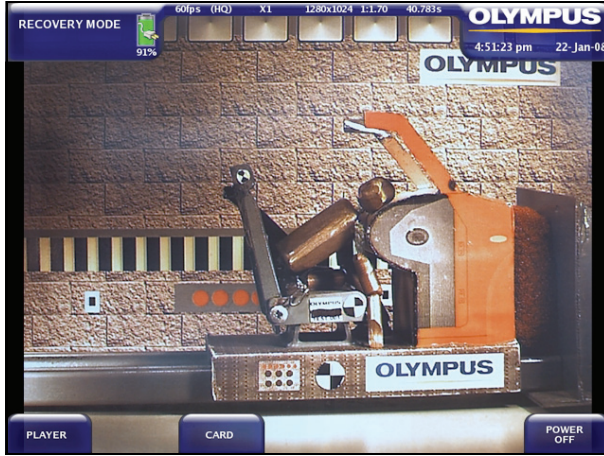 RECOVERY MODE
91%
60fps (HQ) X1 1280x1024 1:1.70 40.783s
OLYMPUS
4:51:23 pm 22-Jan-08
OLYMPUS
OLYMPUS
OLYMPUS
PLAYER
CARD
POWER
OFF